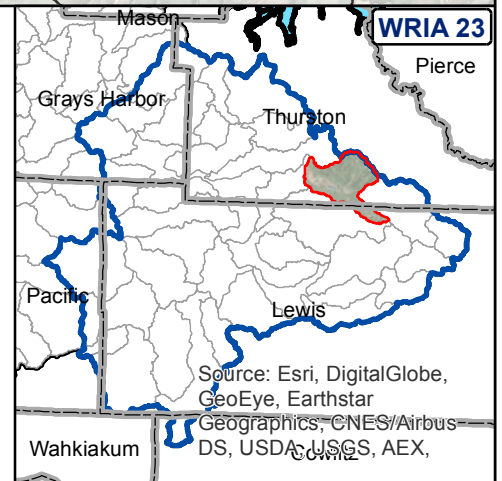 Mason
WRIA 23
Pierce
Grays Harbor
Thurston
Pacific
Lewis
Source: Esri, DigitalGlobe,
GeoEye, Earthstar
Geographics, CNES/Airbus
DS, USDA, USGS, AEX,
Wahkiakum
Cowlitz